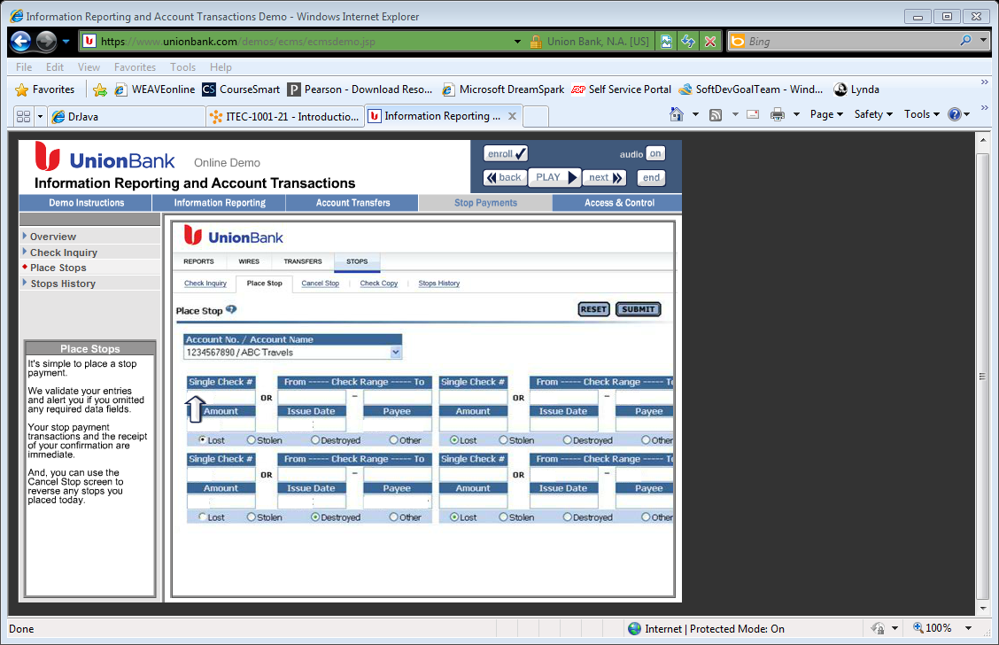 Information Reporting and Account Transactions Demo - Windows Internet Explorer
https://www.unionbank.com/demos/ecms/ecmsdemo.jsp
Union Bank, N.A. [US]
Bing
File Edit View Favorites Tools Help
Favorites WEAVEonline CourseSmart Pearson - Download Reso... Microsoft DreamSpark Self Service Portal SoftDevGoalTeam - Wind... Lynda
DrJava ITEC-1001-21 - Introductio... Information Reporting ... Page Safety Tools
UnionBank Online Demo
Information Reporting and Account Transactions
enroll audio on
back PLAY next end
Demo Instructions Information Reporting Account Transfers Stop Payments Access & Control
Overview
Check Inquiry
Place Stops
Stops History
Place Stops
It's simple to place a stop
payment.
We validate your entries
and alert you if you omitted
any required data fields.
Your stop payment
transactions and the receipt
of your confirmation are
immediate.
And, you can use the
Cancel Stop screen to
reverse any stops you
placed today.
UnionBank
REPORTS WIRES TRANSFERS STOPS
Check Inquiry Place Stop Cancel Stop Check Copy Stops History
Place Stop RESET SUBMIT
Account No. / Account Name
1234567890 / ABC Travels
Single Check # From ----- Check Range ----- To Single Check # From ----- Check Range ----- T
OR – OR –
Amount Issue Date Payee Amount Issue Date Payee
Lost Stolen Destroyed Other Lost Stolen Destroyed Other
Single Check # From ----- Check Range ----- To Single Check # From ----- Check Range ----- T
OR – OR –
Amount Issue Date Payee Amount Issue Date Payee
Lost Stolen Destroyed Other Lost Stolen Destroyed Other
Done Internet | Protected Mode: On 100%